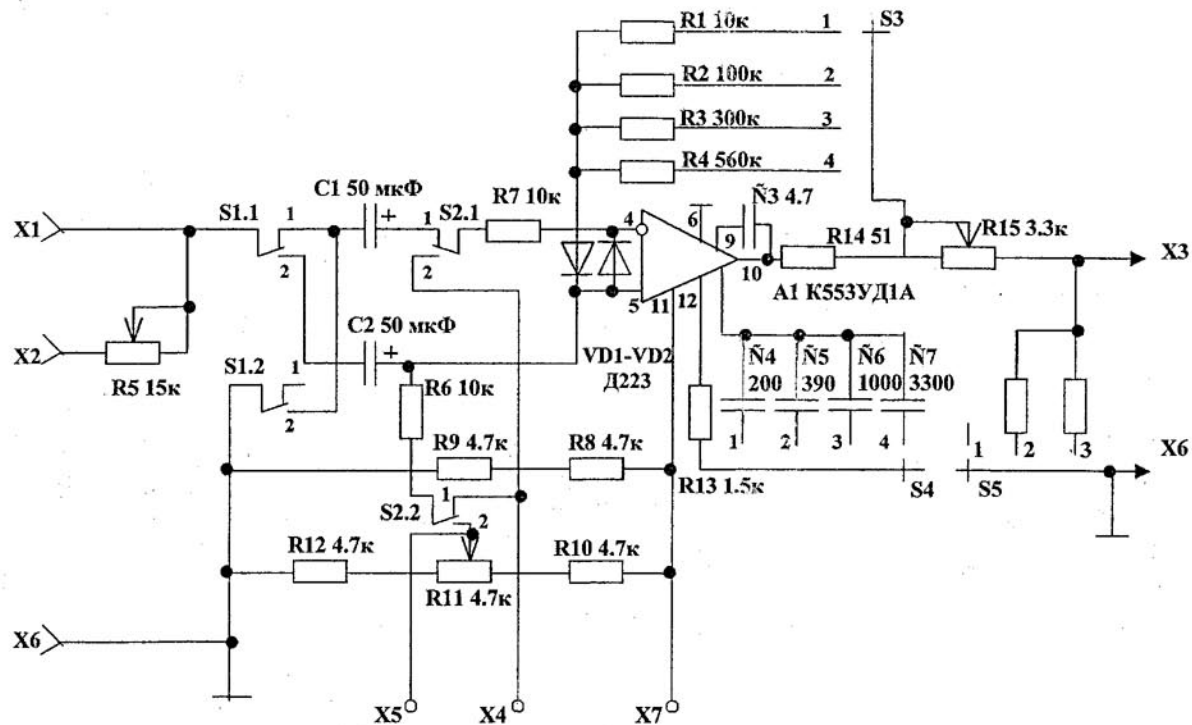 R1 10к
1
S3
R2 100к
2
R3 300к
3
R4 560к
4
C1 50 мкФ
+
R7 10к
Ñ3 4.7
X1
S1.1
1
1
S2.1
4
6
9
R14 51
R15 3.3к
X3
2
2
10
5
11
12
A1 К553УД1А
C2 50 мкФ
+
X2
R5 15к
S1.2
1
2
R6 10к
VD1-VD2
Д223
Ñ4
200
Ñ5
390
Ñ6
1000
Ñ7
3300
1
2
3
4
1
2
3
X6
R9 4.7к
R8 4.7к
R13 1.5к
S4
S5
1
S2.2
2
R12 4.7к
R10 4.7к
R11 4.7к
X6
X5
X4
X7